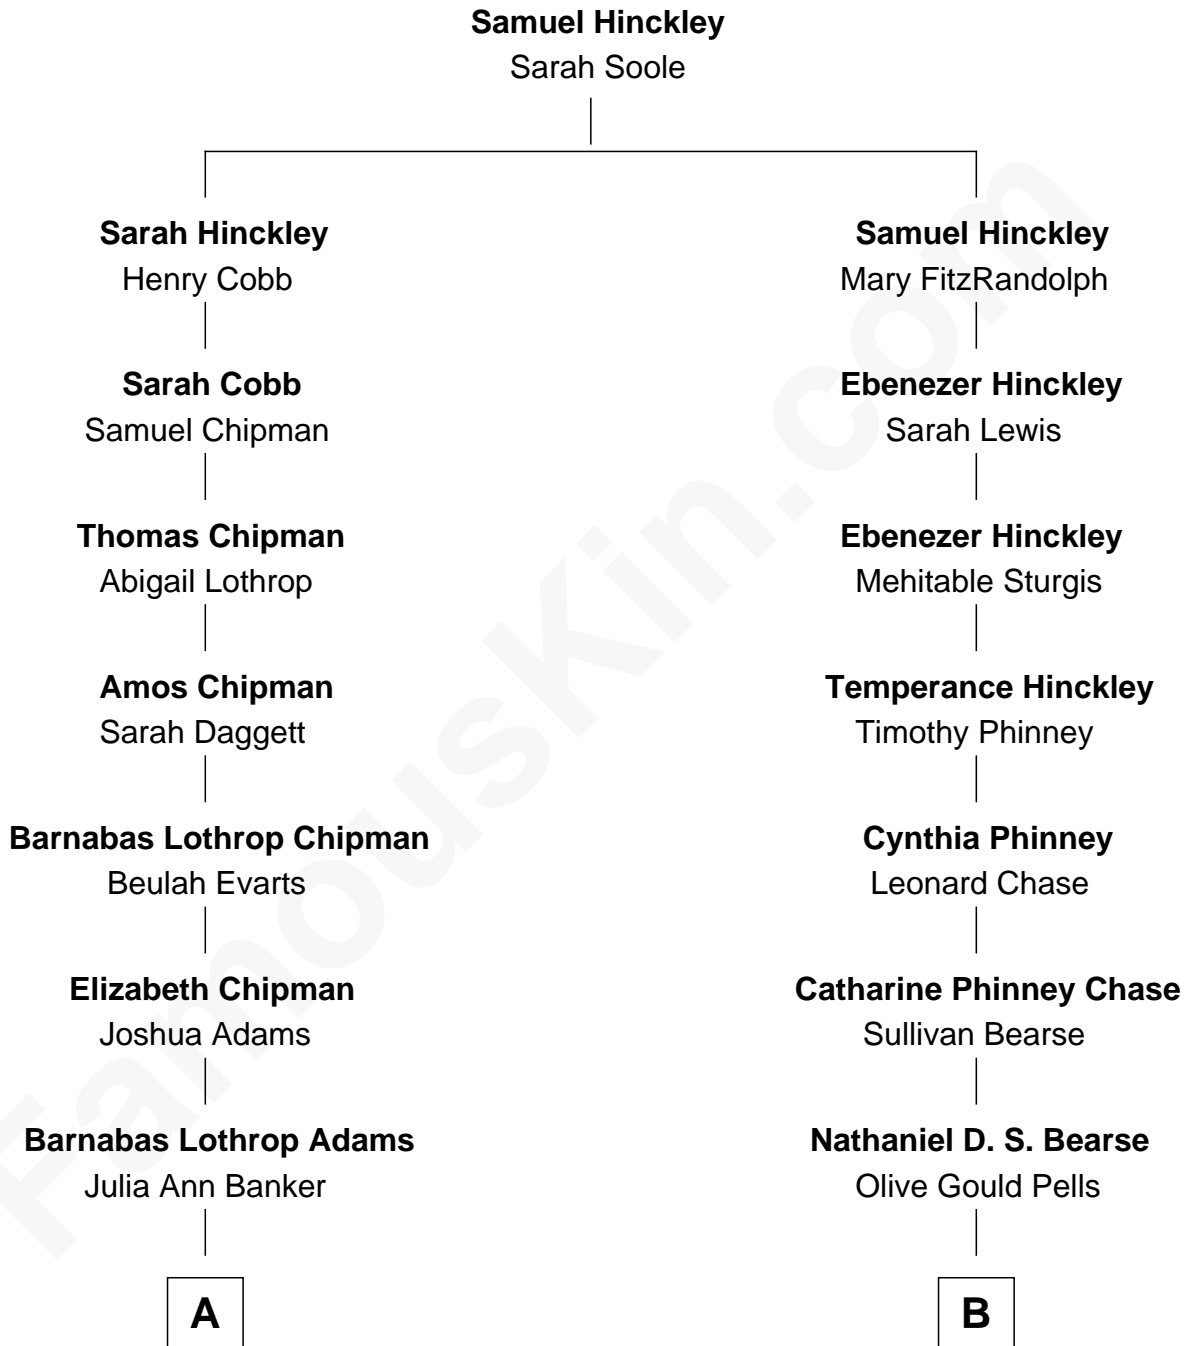 Samuel Hinckley
Sarah Soole
Sarah Hinckley
Henry Cobb
Samuel Hinckley
Mary FitzRandolph
Sarah Cobb
Samuel Chipman
Ebenezer Hinckley
Sarah Lewis
Thomas Chipman
Abigail Lothrop
Ebenezer Hinckley
Mehitable Sturgis
Amos Chipman
Sarah Daggett
Temperance Hinckley
Timothy Phinney
Barnabas Lothrop Chipman
Beulah Evarts
Cynthia Phinney
Leonard Chase
Elizabeth Chipman
Joshua Adams
Catharine Phinney Chase
Sullivan Bearse
Barnabas Lothrop Adams
Julia Ann Banker
Nathaniel D. S. Bearse
Olive Gould Pells
A
B
FamousKin.com